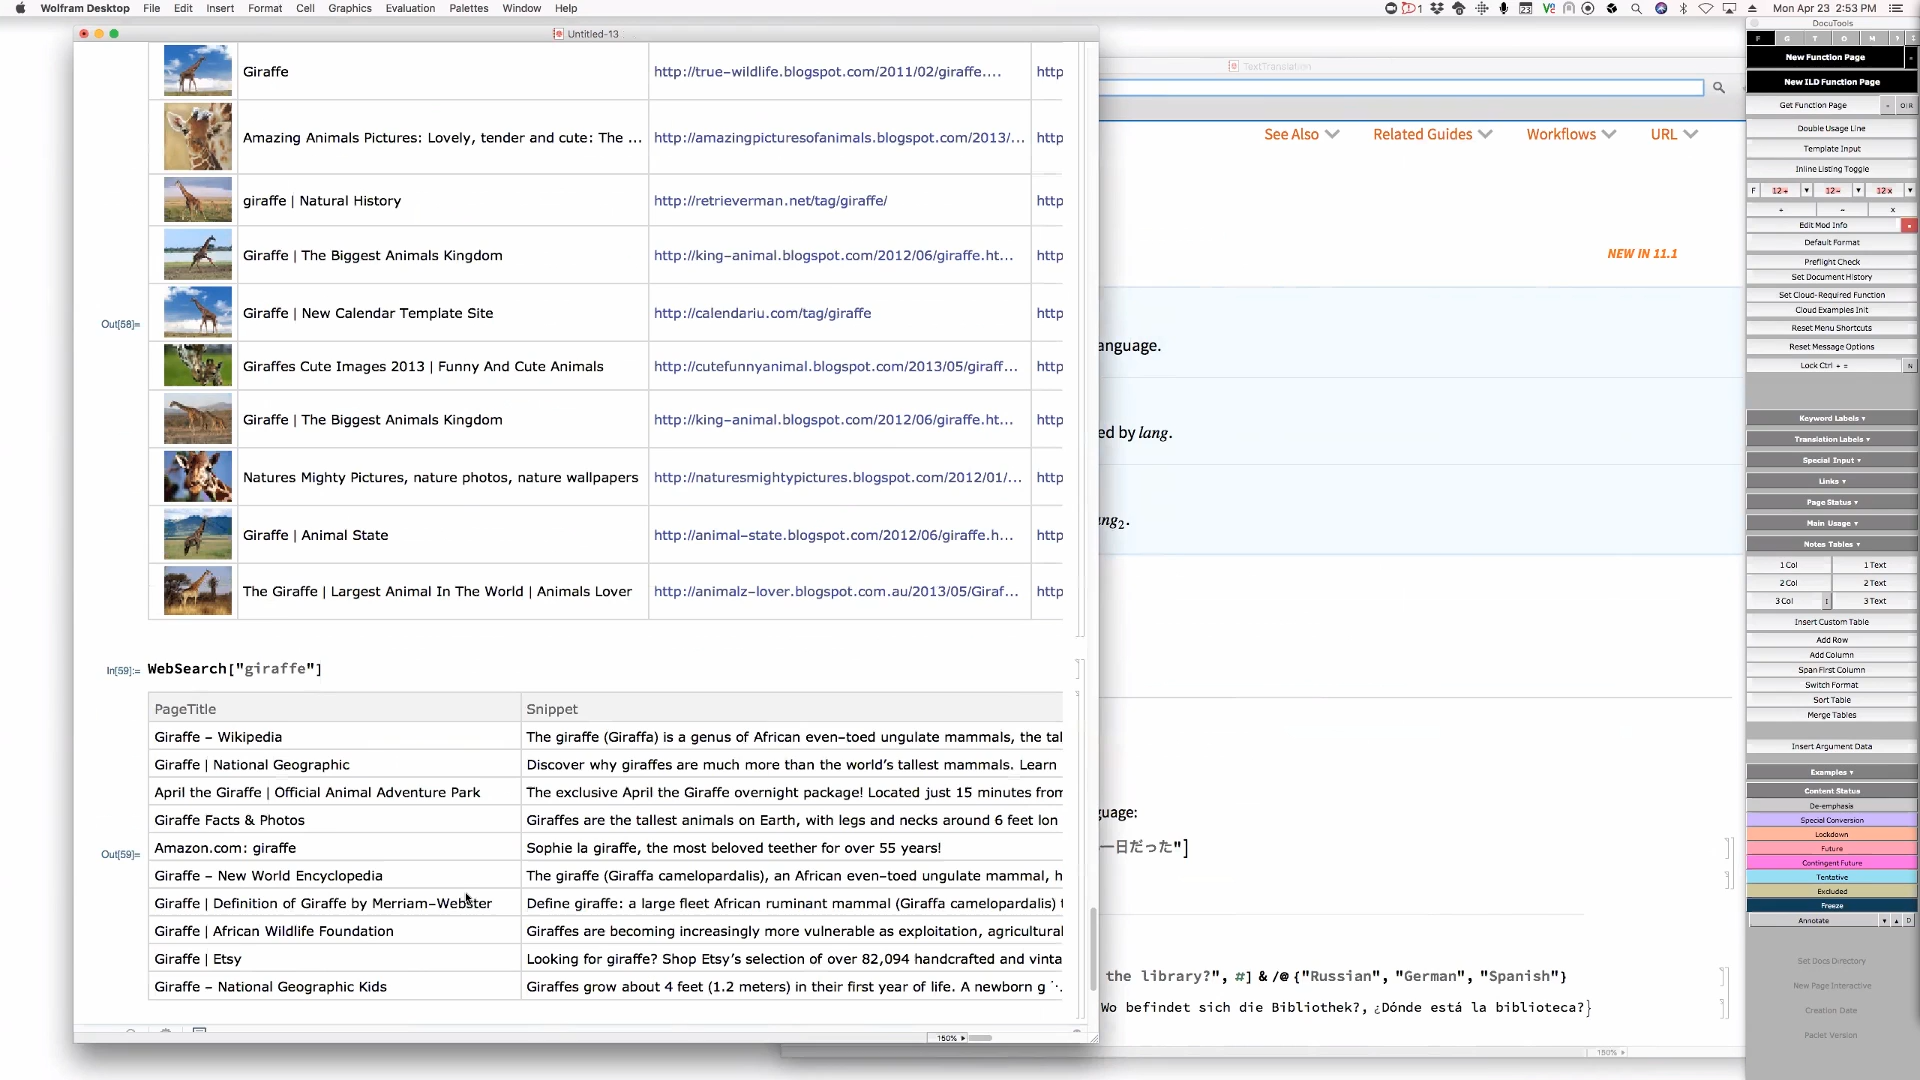 Wolfram Desktop File Edit Insert Format Cell Graphics Evaluation Palettes Window Help
1 23 Mon Apr 23 2:53 PM
Untitled-13
Giraffe http://true-wildlife.blogspot.com/2011/02/giraffe.... http
Amazing Animals Pictures: Lovely, tender and cute: The ... http://amazingpicturesofanimals.blogspot.com/2013/... http
giraffe | Natural History http://retrieverman.net/tag/giraffe/ http
Giraffe | The Biggest Animals Kingdom http://king-animal.blogspot.com/2012/06/giraffe.ht... http
Out[58]= Giraffe | New Calendar Template Site http://calendariu.com/tag/giraffe http
Giraffes Cute Images 2013 | Funny And Cute Animals http://cutefunnyanimal.blogspot.com/2013/05/giraff... http
Giraffe | The Biggest Animals Kingdom http://king-animal.blogspot.com/2012/06/giraffe.ht... http
Natures Mighty Pictures, nature photos, nature wallpapers http://naturesmightypictures.blogspot.com/2012/01/... http
Giraffe | Animal State http://animal-state.blogspot.com/2012/06/giraffe.h... http
The Giraffe | Largest Animal In The World | Animals Lover http://animalz-lover.blogspot.com.au/2013/05/Giraf... http
In[59]:= WebSearch["giraffe"]
PageTitle Snippet
Giraffe – Wikipedia The giraffe (Giraffa) is a genus of African even-toed ungulate mammals, the tal
Giraffe | National Geographic Discover why giraffes are much more than the world's tallest mammals. Learn
April the Giraffe | Official Animal Adventure Park The exclusive April the Giraffe overnight package! Located just 15 minutes from
Giraffe Facts & Photos Giraffes are the tallest animals on Earth, with legs and necks around 6 feet lon
Out[59]= Amazon.com: giraffe Sophie la giraffe, the most beloved teether for over 55 years!
Giraffe – New World Encyclopedia The giraffe (Giraffa camelopardalis), an African even-toed ungulate mammal, h
Giraffe | Definition of Giraffe by Merriam-Webster Define giraffe: a large fleet African ruminant mammal (Giraffa camelopardalis) t
Giraffe | African Wildlife Foundation Giraffes are becoming increasingly more vulnerable as exploitation, agricultural
Giraffe | Etsy Looking for giraffe? Shop Etsy's selection of over 82,094 handcrafted and vinta
Giraffe – National Geographic Kids Giraffes grow about 4 feet (1.2 meters) in their first year of life. A newborn g
150%
TextTranslation
See Also Related Guides Workflows URL
NEW IN 11.1
anguage.
ed by lang.
ng2.
guage:
一日だった"]
the library?", #] & /@ {"Russian", "German", "Spanish"}
Wo befindet sich die Bibliothek?, ¿Dónde está la biblioteca?}
150%
DocuTools
F G T O M ?
New Function Page
New ILD Function Page
Get Function Page
Double Usage Line
Template Input
Inline Listing Toggle
F 12+ 12– 12x
+ – x
Edit Mod Info
Default Format
Preflight Check
Set Document History
Set Cloud-Required Function
Cloud Examples Init
Reset Menu Shortcuts
Reset Message Options
Lock Ctrl + = N
Keyword Labels
Translation Labels
Special Input
Links
Page Status
Main Usage
Notes Tables
1 Col 1 Text
2 Col 2 Text
3 Col 3 Text
Insert Custom Table
Add Row
Add Column
Span First Column
Switch Format
Sort Table
Merge Tables
Insert Argument Data
Examples
Content Status
De-emphasis
Special Conversion
Lockdown
Future
Contingent Future
Tentative
Excluded
Freeze
Annotate D
Set Docs Directory
New Page Interactive
Creation Date
Paclet Version